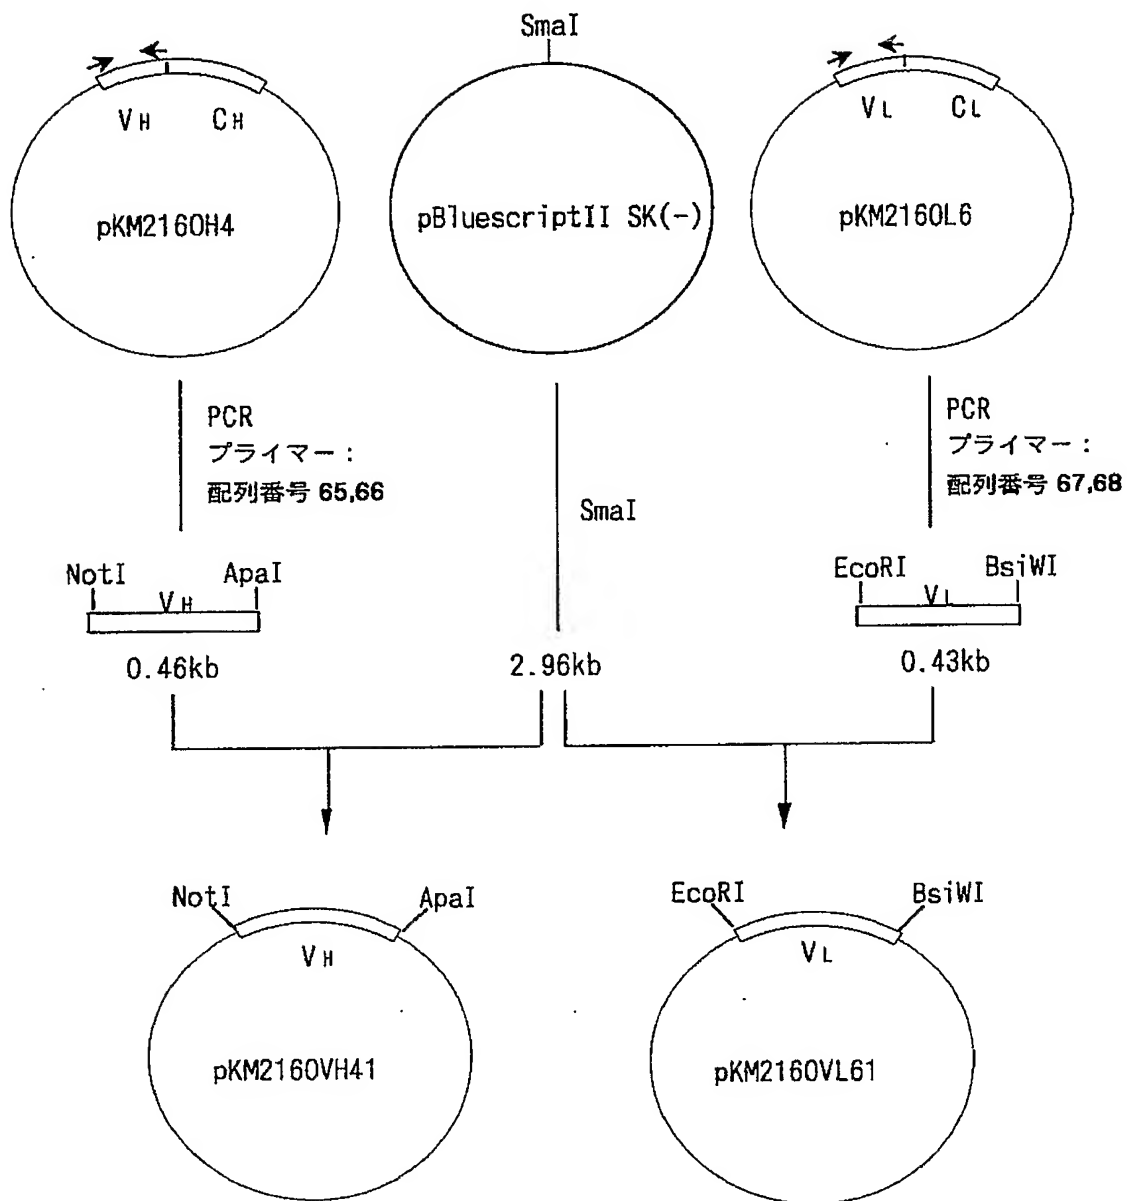 SmaI
VH CH
pKM2160H4
pBluescriptII SK(-)
VL CL
pKM2160L6
PCR
プライマー：
配列番号 65,66
SmaI
PCR
プライマー：
配列番号 67,68
NotI ApaI
VH
0.46kb
2.96kb
EcoRI BsiWI
VL
0.43kb
NotI ApaI
VH
pKM2160VH41
EcoRI BsiWI
VL
pKM2160VL61